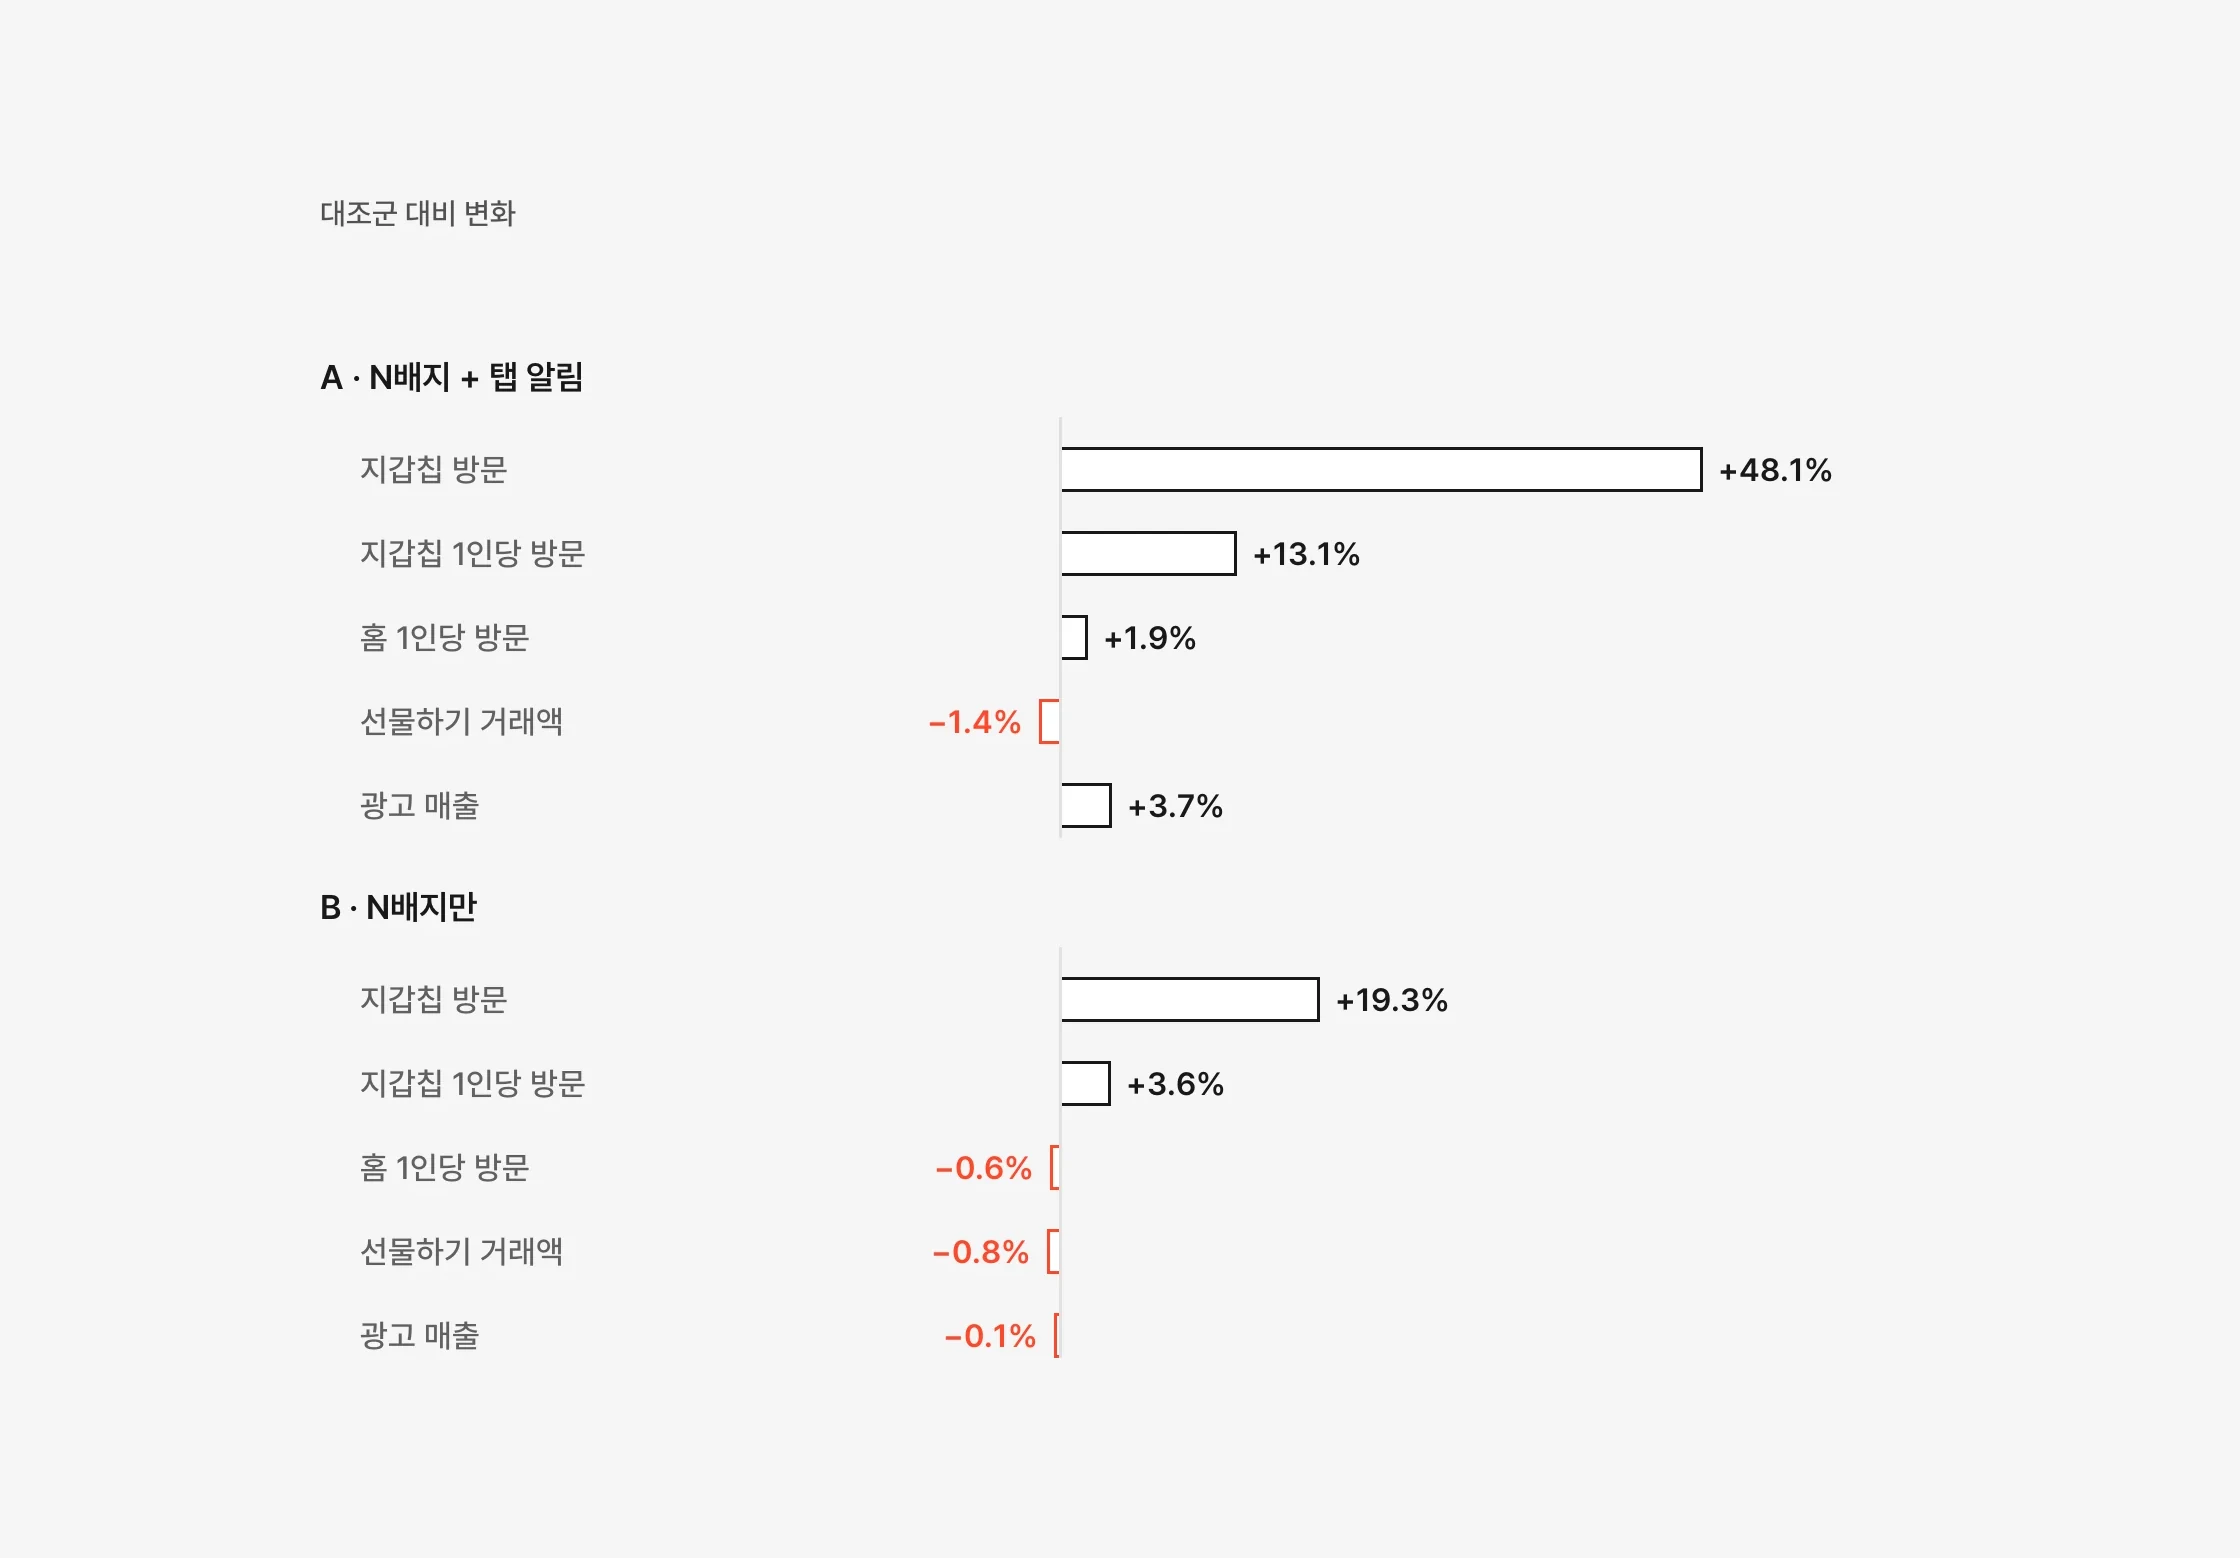 대조군 대비 변화
A · N배지 + 탭 알림
지갑칩 방문 +48.1%
지갑칩 1인당 방문 +13.1%
홈 1인당 방문 +1.9%
선물하기 거래액 −1.4%
광고 매출 +3.7%
B · N배지만
지갑칩 방문 +19.3%
지갑칩 1인당 방문 +3.6%
홈 1인당 방문 −0.6%
선물하기 거래액 −0.8%
광고 매출 −0.1%